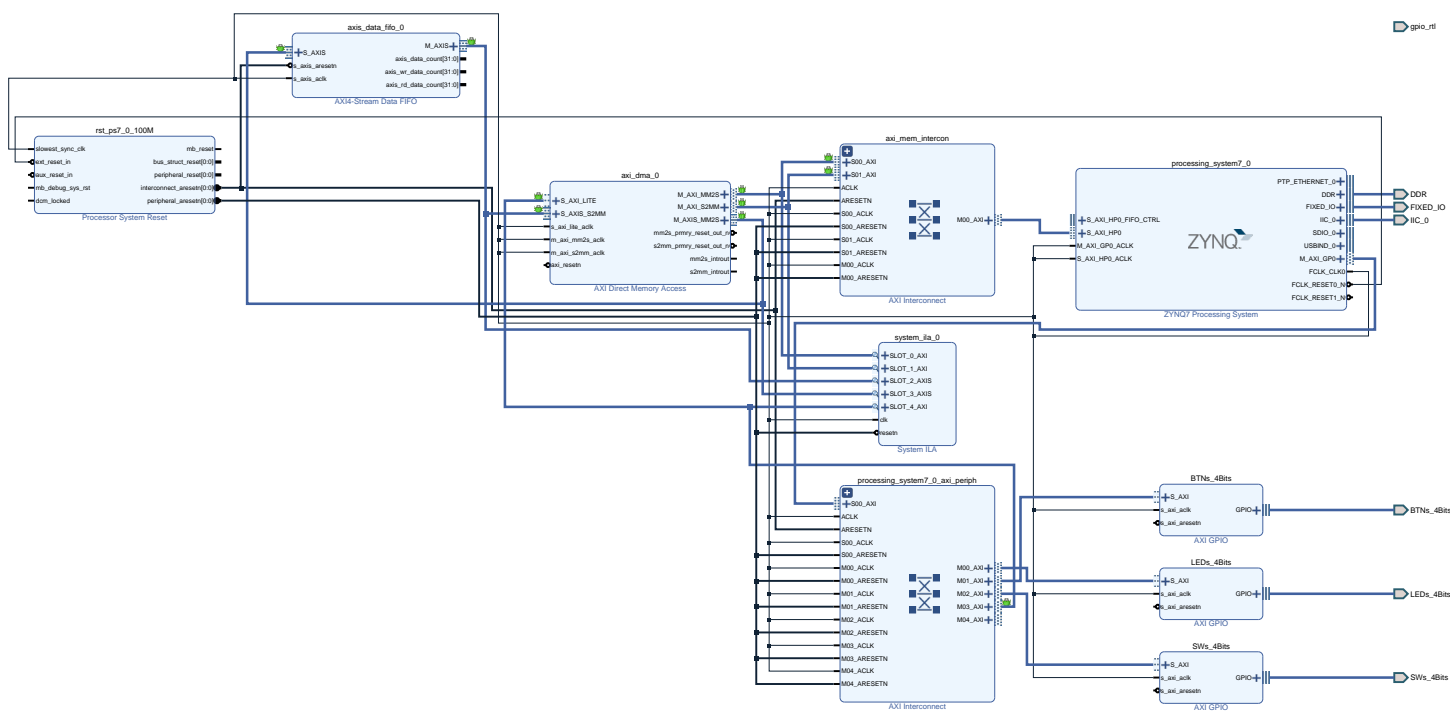 gpio_rtl
axis_data_fifo_0
S_AXIS
s_axis_aresetn
s_axis_aclk
M_AXIS
axis_data_count[31:0]
axis_wr_data_count[31:0]
axis_rd_data_count[31:0]
AXI4-Stream Data FIFO
rst_ps7_0_100M
slowest_sync_clk
ext_reset_in
aux_reset_in
mb_debug_sys_rst
dcm_locked
mb_reset
bus_struct_reset[0:0]
peripheral_reset[0:0]
interconnect_aresetn[0:0]
peripheral_aresetn[0:0]
Processor System Reset
axi_dma_0
S_AXI_LITE
S_AXIS_S2MM
s_axi_lite_aclk
m_axi_mm2s_aclk
m_axi_s2mm_aclk
axi_resetn
M_AXI_MM2S
M_AXI_S2MM
M_AXIS_MM2S
mm2s_prmry_reset_out_n
s2mm_prmry_reset_out_n
mm2s_introut
s2mm_introut
AXI Direct Memory Access
axi_mem_intercon
S00_AXI
S01_AXI
ACLK
ARESETN
S00_ACLK
S00_ARESETN
S01_ACLK
S01_ARESETN
M00_ACLK
M00_ARESETN
M00_AXI
AXI Interconnect
processing_system7_0
S_AXI_HP0_FIFO_CTRL
S_AXI_HP0
M_AXI_GP0_ACLK
S_AXI_HP0_ACLK
ZYNQ
PTP_ETHERNET_0
DDR
FIXED_IO
IIC_0
SDIO_0
USBIND_0
M_AXI_GP0
FCLK_CLK0
FCLK_RESET0_N
FCLK_RESET1_N
ZYNQ7 Processing System
DDR
FIXED_IO
IIC_0
system_ila_0
SLOT_0_AXI
SLOT_1_AXI
SLOT_2_AXIS
SLOT_3_AXIS
SLOT_4_AXI
clk
resetn
System ILA
processing_system7_0_axi_periph
S00_AXI
ACLK
ARESETN
S00_ACLK
S00_ARESETN
M00_ACLK
M00_ARESETN
M01_ACLK
M01_ARESETN
M02_ACLK
M02_ARESETN
M03_ACLK
M03_ARESETN
M04_ACLK
M04_ARESETN
M00_AXI
M01_AXI
M02_AXI
M03_AXI
M04_AXI
AXI Interconnect
BTNs_4Bits
S_AXI
s_axi_aclk
s_axi_aresetn
GPIO
AXI GPIO
BTNs_4Bits
LEDs_4Bits
S_AXI
s_axi_aclk
s_axi_aresetn
GPIO
AXI GPIO
LEDs_4Bits
SWs_4Bits
S_AXI
s_axi_aclk
s_axi_aresetn
GPIO
AXI GPIO
SWs_4Bits